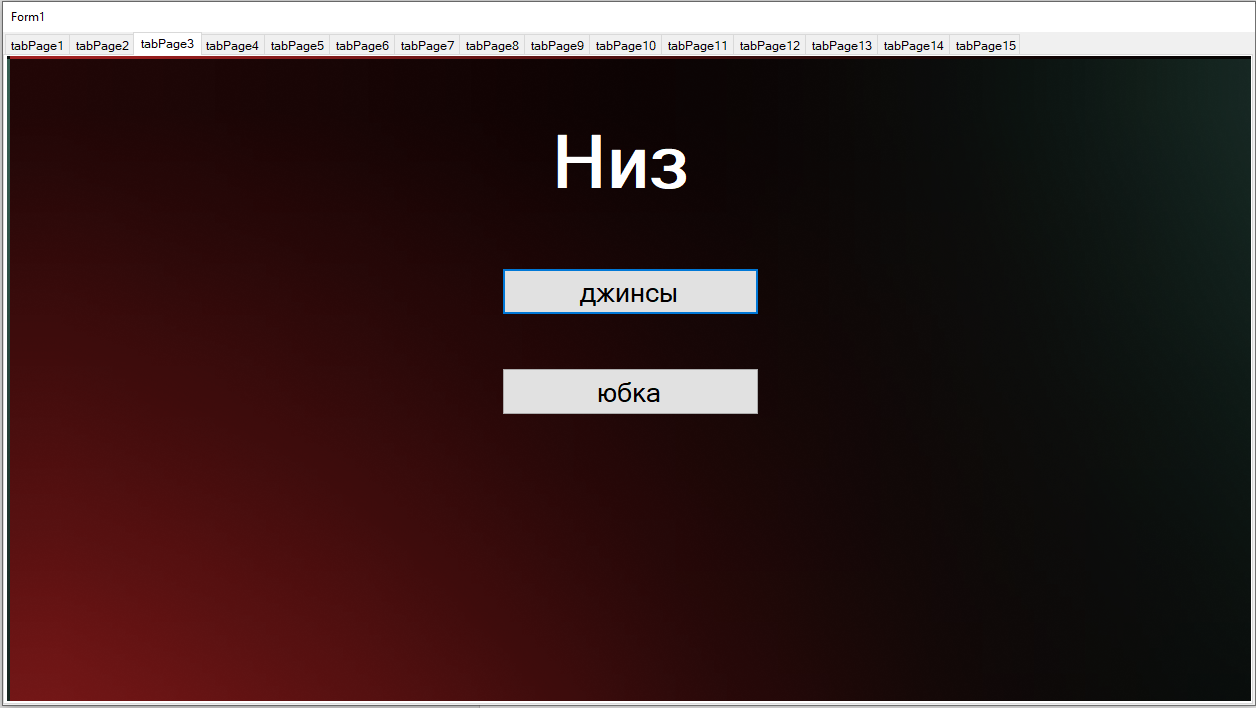 Form1
tabPage1 tabPage2 tabPage3 tabPage4 tabPage5 tabPage6 tabPage7 tabPage8 tabPage9 tabPage10 tabPage11 tabPage12 tabPage13 tabPage14 tabPage15
Низ
джинсы
юбка